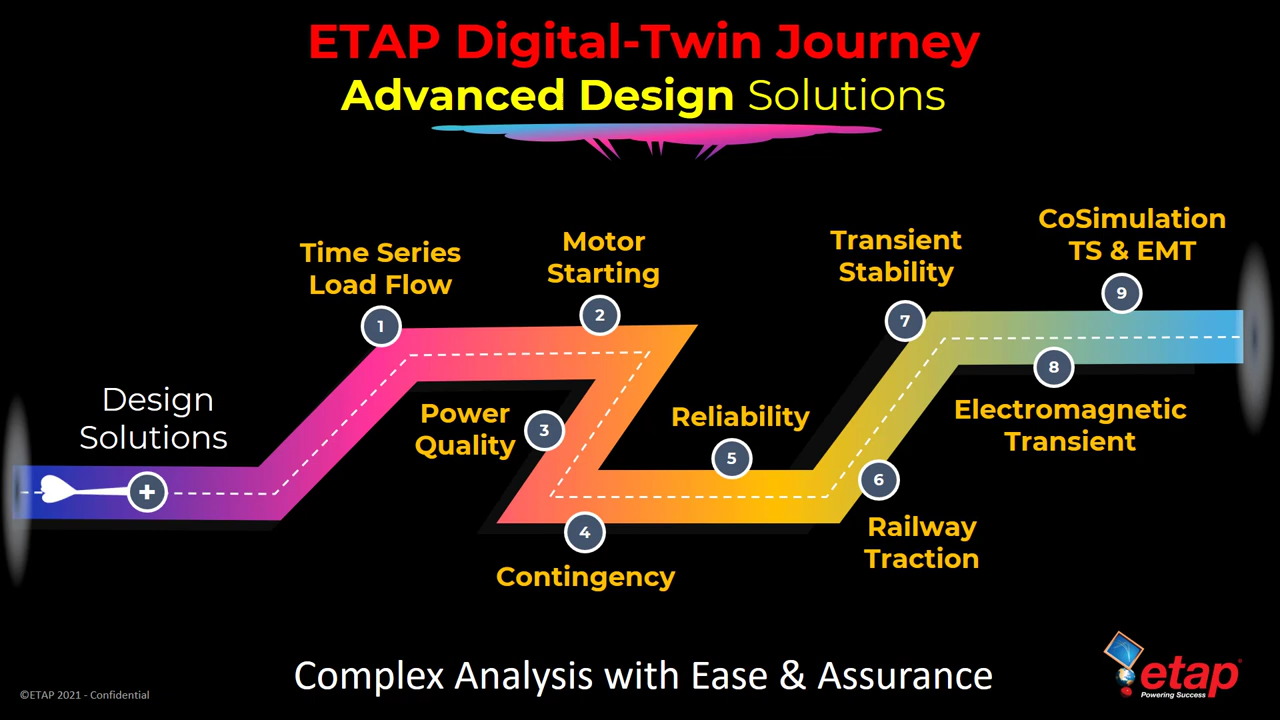 ETAP Digital-Twin Journey
Advanced Design Solutions
Time Series
Load Flow
1
Motor
Starting
2
Power
Quality
3
Contingency
4
Reliability
5
Railway
Traction
6
Transient
Stability
7
Electromagnetic
Transient
8
CoSimulation
TS & EMT
9
Design
Solutions
+
Complex Analysis with Ease & Assurance
©ETAP 2021 - Confidential
etap®
Powering Success